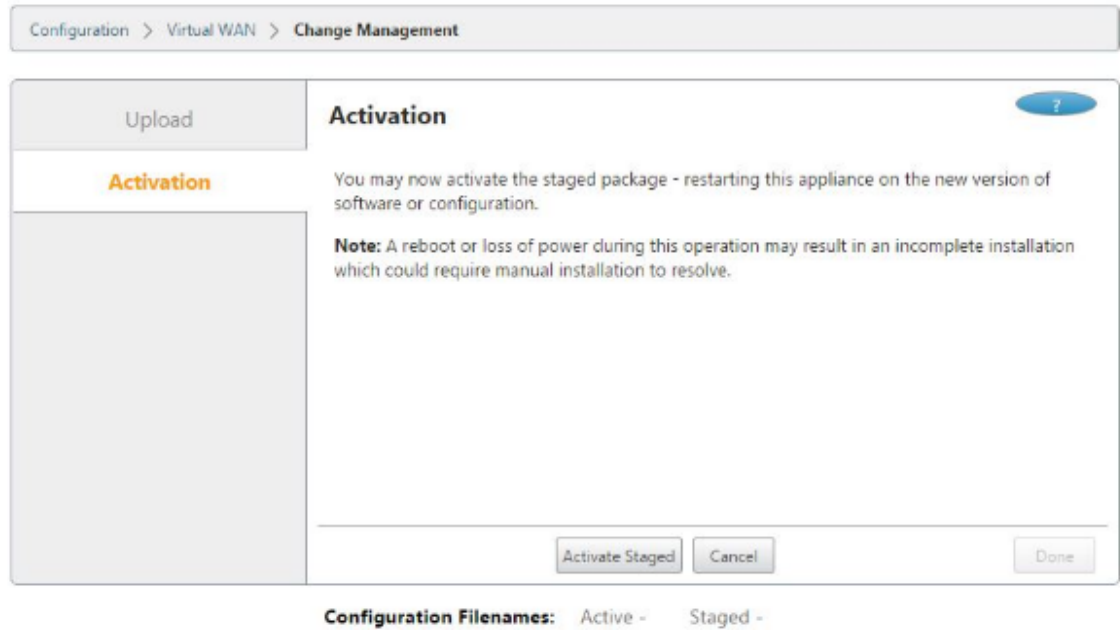 Configuration > Virtual WAN > Change Management
Upload
Activation
Activation
?
You may now activate the staged package - restarting this appliance on the new version of
software or configuration.
Note: A reboot or loss of power during this operation may result in an incomplete installation
which could require manual installation to resolve.
Activate Staged
Cancel
Done
Configuration Filenames: Active - Staged -